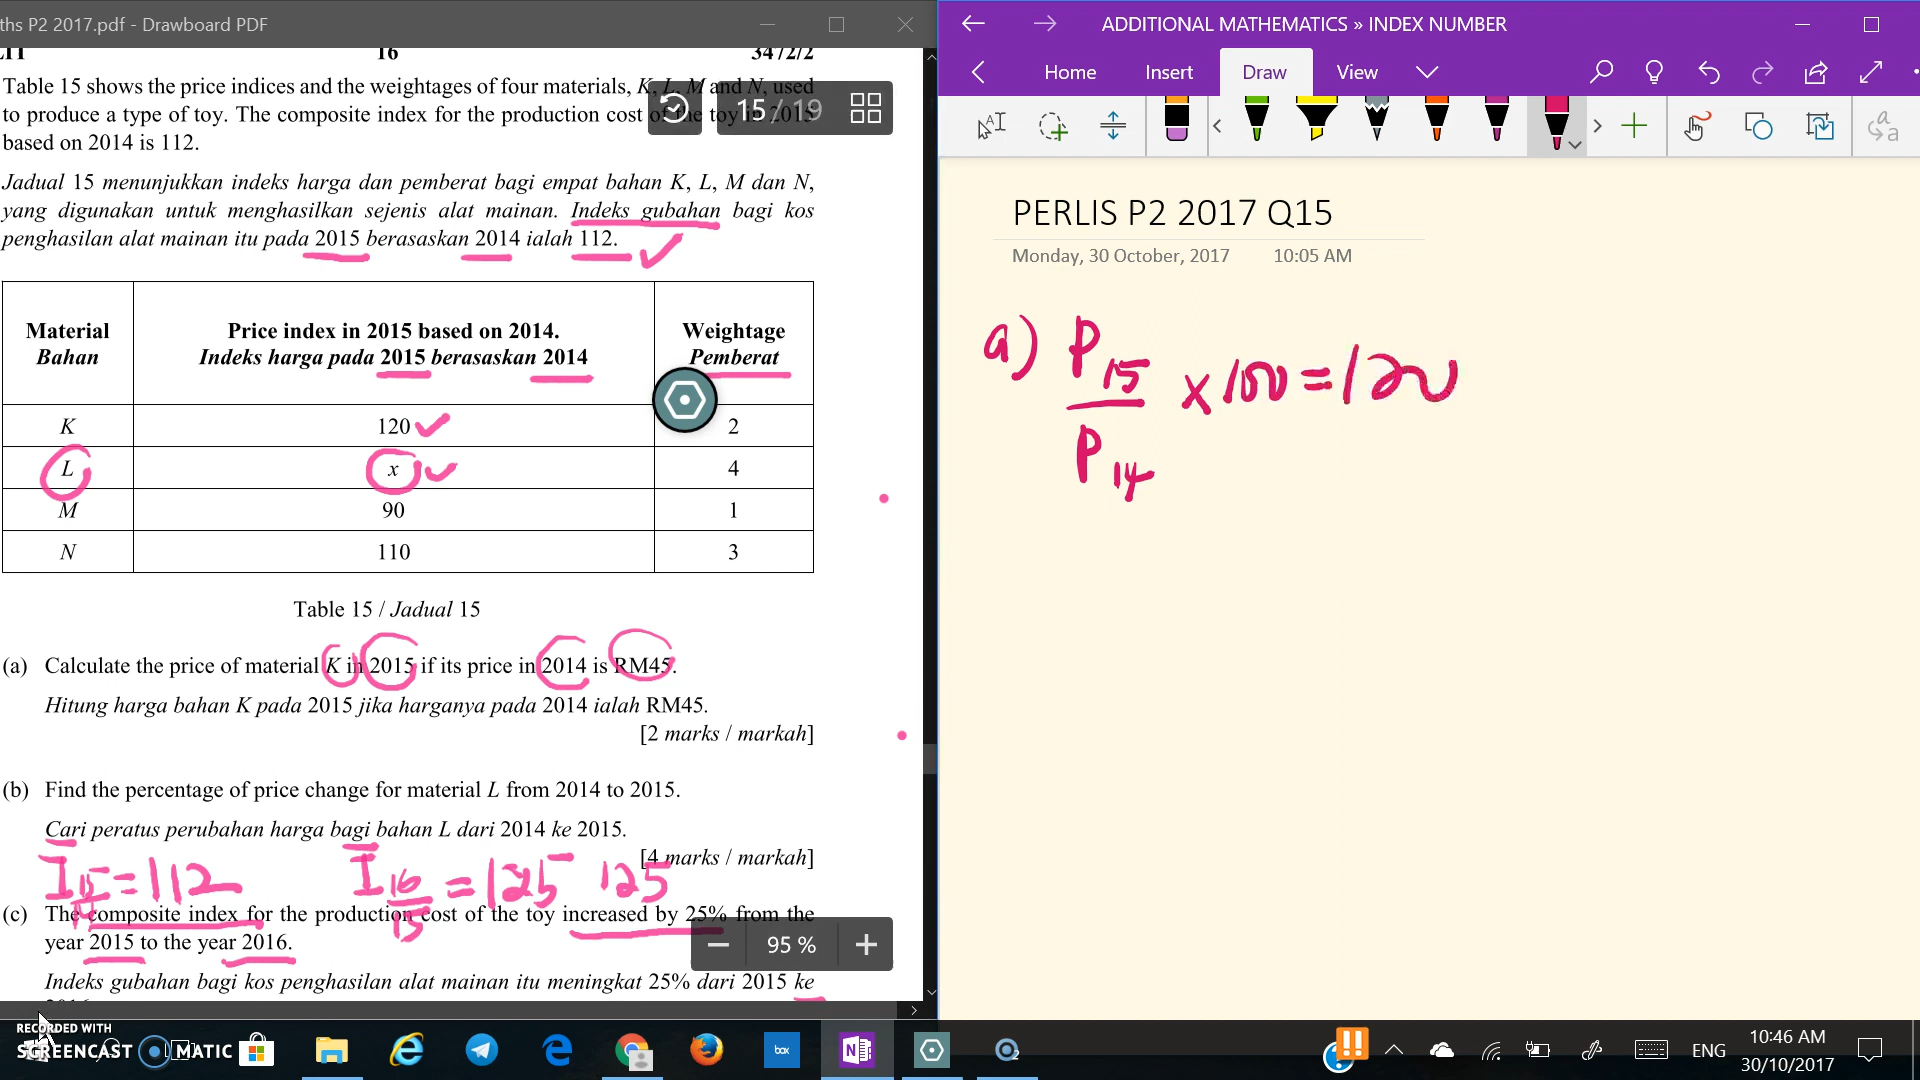 ths P2 2017.pdf - Drawboard PDF
16
3472/2
Table 15 shows the price indices and the weightages of four materials, K, L, M and N, used
to produce a type of toy. The composite index for the production cost of the toy in 2015
based on 2014 is 112.
15 / 19
Jadual 15 menunjukkan indeks harga dan pemberat bagi empat bahan K, L, M dan N,
yang digunakan untuk menghasilkan sejenis alat mainan. Indeks gubahan bagi kos
penghasilan alat mainan itu pada 2015 berasaskan 2014 ialah 112.
Material Price index in 2015 based on 2014. Weightage
Bahan Indeks harga pada 2015 berasaskan 2014 Pemberat
K 120 2
L x 4
M 90 1
N 110 3
Table 15 / Jadual 15
(a) Calculate the price of material K in 2015 if its price in 2014 is RM45.
Hitung harga bahan K pada 2015 jika harganya pada 2014 ialah RM45.
[2 marks / markah]
(b) Find the percentage of price change for material L from 2014 to 2015.
Cari peratus perubahan harga bagi bahan L dari 2014 ke 2015.
[4 marks / markah]
I 15/14 = 112 I 16/15 = 125 125
(c) The composite index for the production cost of the toy increased by 25% from the
year 2015 to the year 2016.
95 %
Indeks gubahan bagi kos penghasilan alat mainan itu meningkat 25% dari 2015 ke
ADDITIONAL MATHEMATICS » INDEX NUMBER
Home Insert Draw View
PERLIS P2 2017 Q15
Monday, 30 October, 2017 10:05 AM
a) P15 / P14 x 100 = 120
RECORDED WITH
SCREENCAST MATIC
box
N
ENG
10:46 AM
30/10/2017